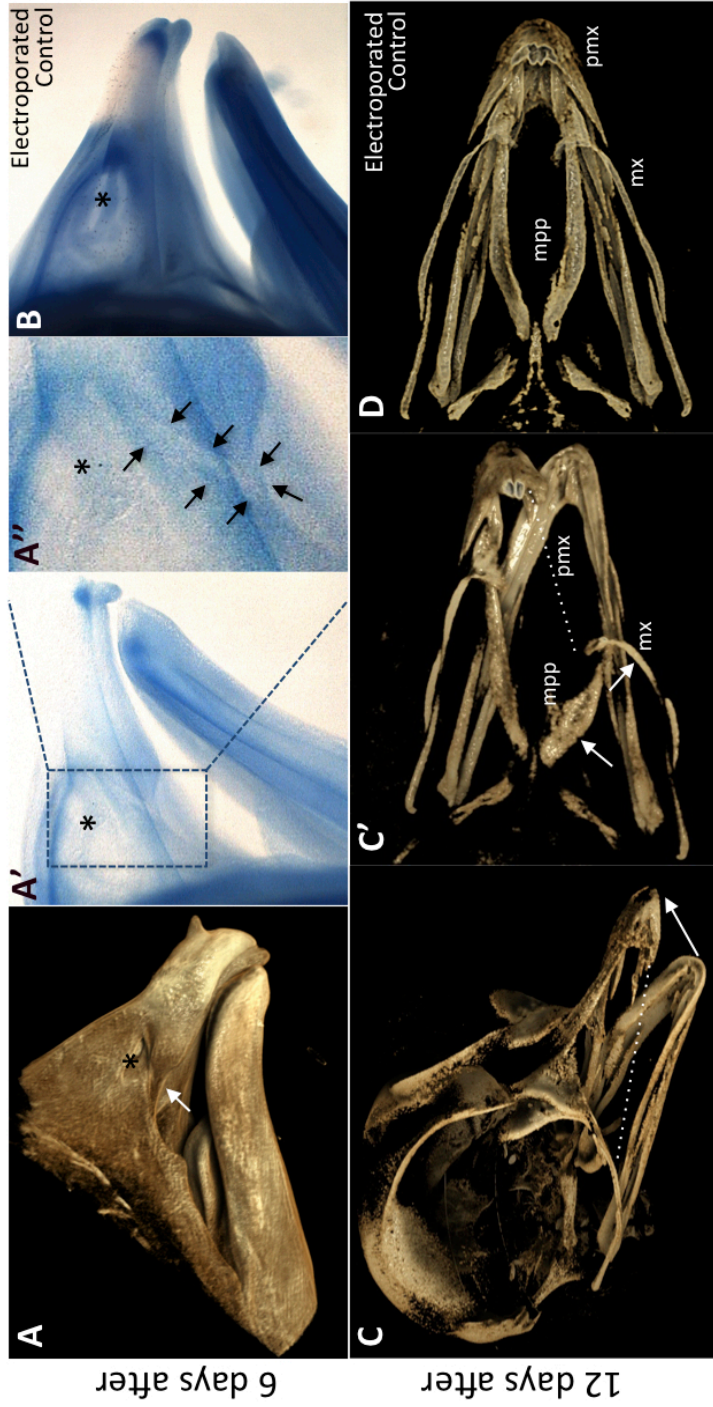 6 days after
A
*
A'
*
A''
*
B
*
Electroporated
Control
12 days after
C
C'
mpp
pmx
mx
D
mpp
mx
pmx
Electroporated
Control